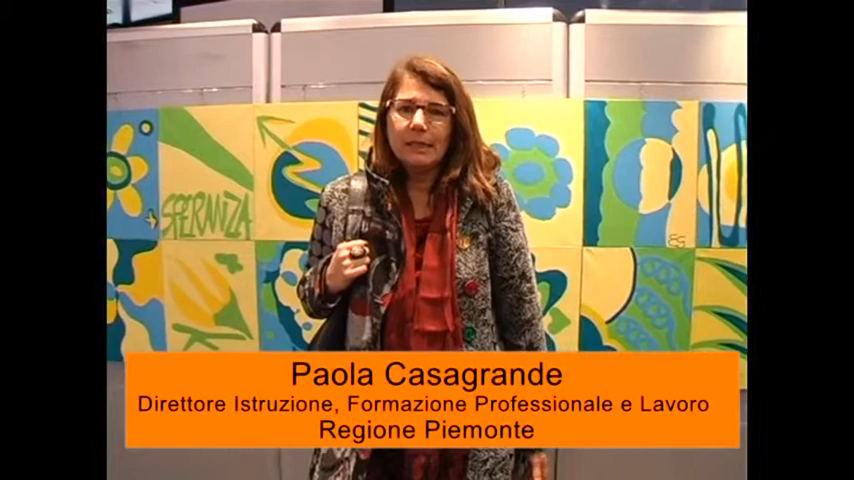 SPERANZA
Paola Casagrande
Direttore Istruzione, Formazione Professionale e Lavoro
Regione Piemonte